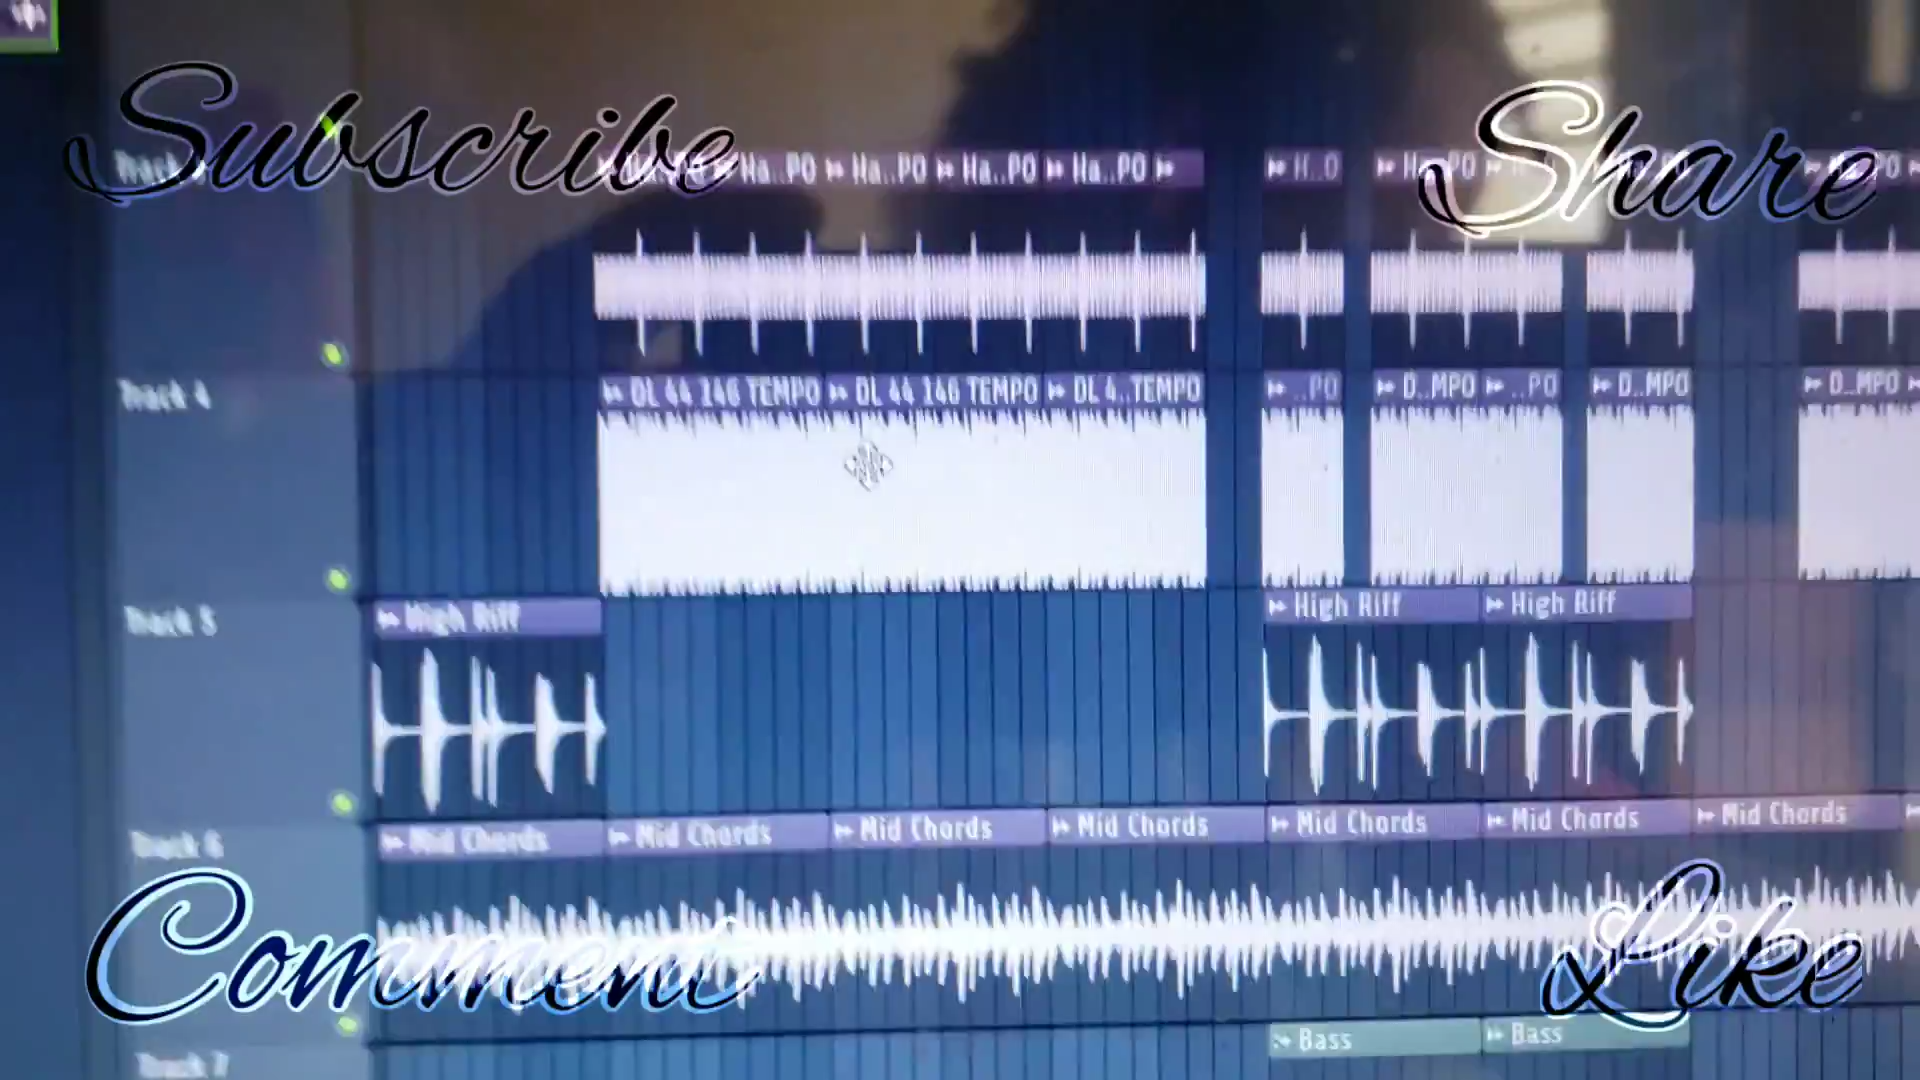 Subscribe
Share
Ha..PO Ha..PO Ha..PO Ha..PO H..O
Track 4
DL 44 146 TEMPO DL 44 146 TEMPO DL 4..TEMPO ..PO D..MPO ..PO D..MPO D..MPO
Track 5
High Riff High Riff High Riff
Track 6
Mid Chords Mid Chords Mid Chords Mid Chords Mid Chords Mid Chords Mid Chords
Comment
Like
Track 7
Bass Bass